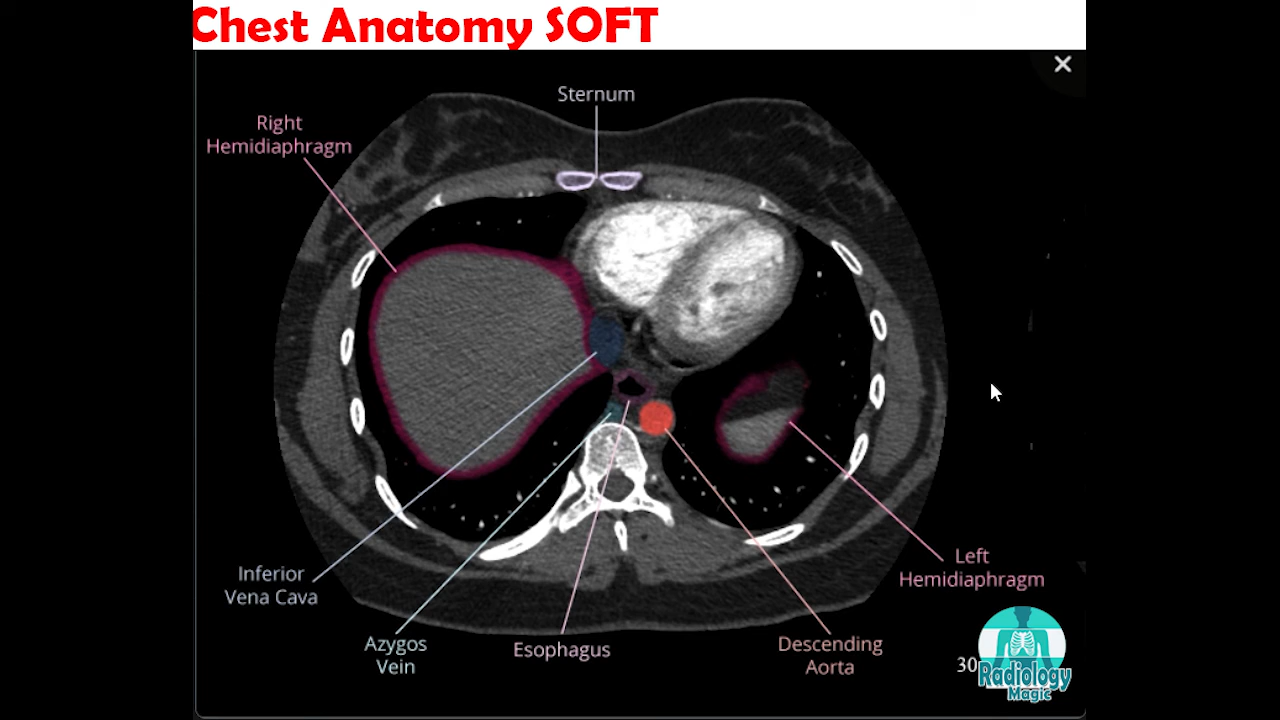 Chest Anatomy SOFT
Sternum
Right
Hemidiaphragm
Left
Hemidiaphragm
Inferior
Vena Cava
Azygos
Vein
Esophagus
Descending
Aorta
30
Radiology
Magic